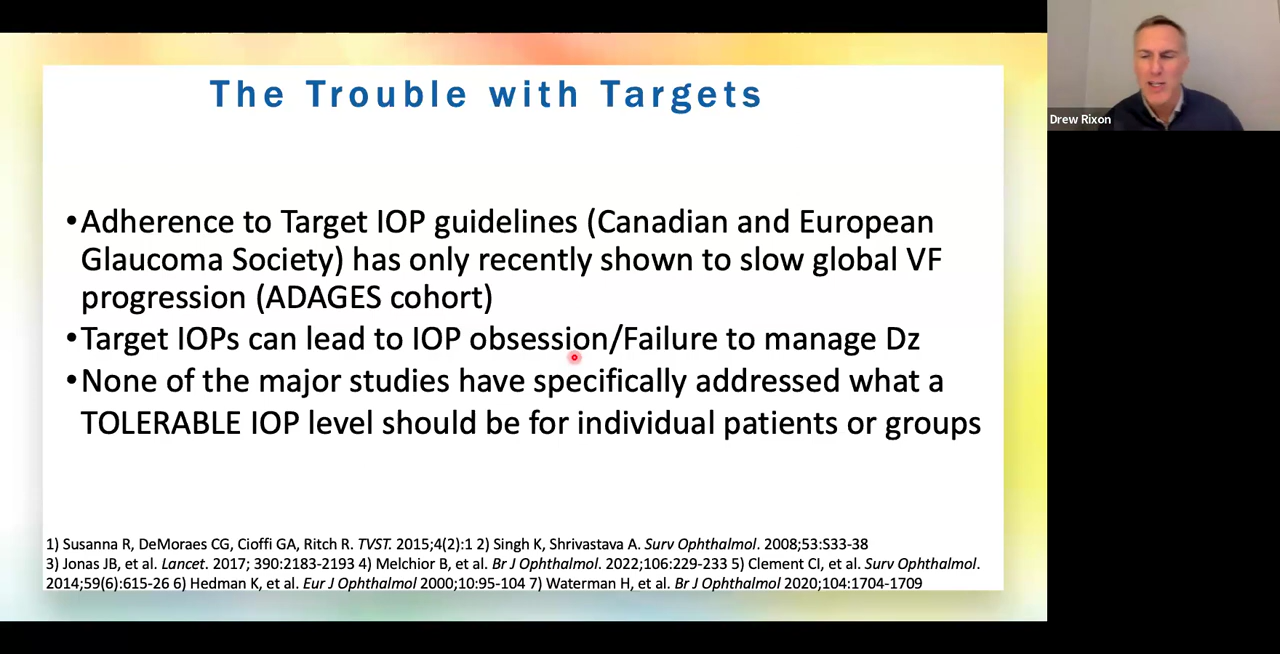 The Trouble with Targets
Drew Rixon
•Adherence to Target IOP guidelines (Canadian and European
Glaucoma Society) has only recently shown to slow global VF
progression (ADAGES cohort)
•Target IOPs can lead to IOP obsession/Failure to manage Dz
•None of the major studies have specifically addressed what a
TOLERABLE IOP level should be for individual patients or groups
1) Susanna R, DeMoraes CG, Cioffi GA, Ritch R. TVST. 2015;4(2):1 2) Singh K, Shrivastava A. Surv Ophthalmol. 2008;53:S33-38
3) Jonas JB, et al. Lancet. 2017; 390:2183-2193 4) Melchior B, et al. Br J Ophthalmol. 2022;106:229-233 5) Clement CI, et al. Surv Ophthalmol.
2014;59(6):615-26 6) Hedman K, et al. Eur J Ophthalmol 2000;10:95-104 7) Waterman H, et al. Br J Ophthalmol 2020;104:1704-1709